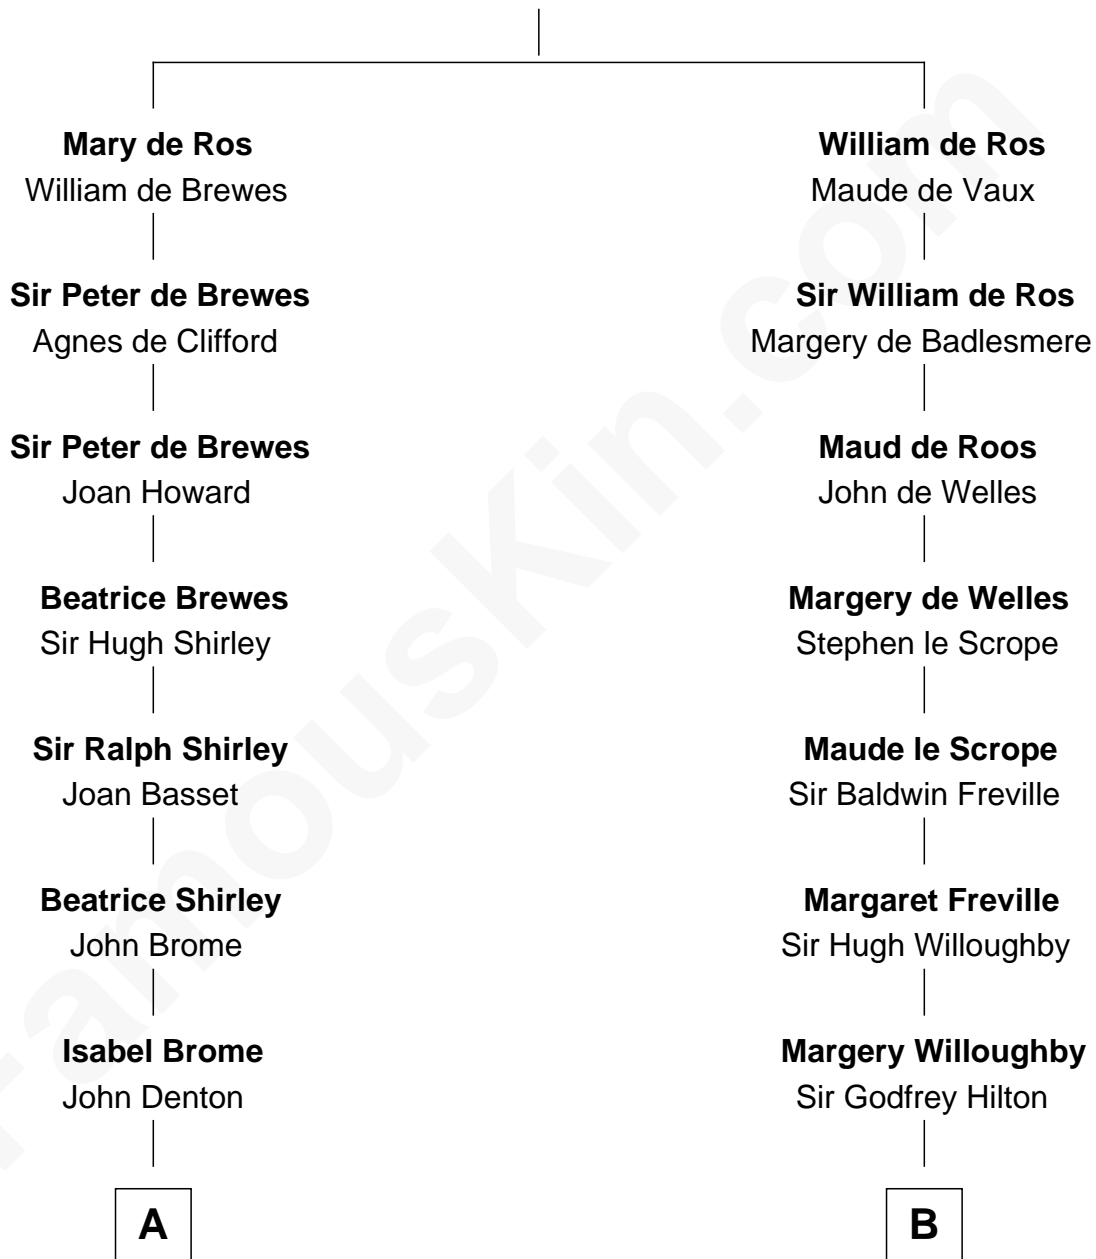 Mary de Ros
William de Brewes
Sir Peter de Brewes
Agnes de Clifford
Sir Peter de Brewes
Joan Howard
Beatrice Brewes
Sir Hugh Shirley
Sir Ralph Shirley
Joan Basset
Beatrice Shirley
John Brome
Isabel Brome
John Denton
A
William de Ros
Maude de Vaux
Sir William de Ros
Margery de Badlesmere
Maud de Roos
John de Welles
Margery de Welles
Stephen le Scrope
Maude le Scrope
Sir Baldwin Freville
Margaret Freville
Sir Hugh Willoughby
Margery Willoughby
Sir Godfrey Hilton
B
FamousKin.com